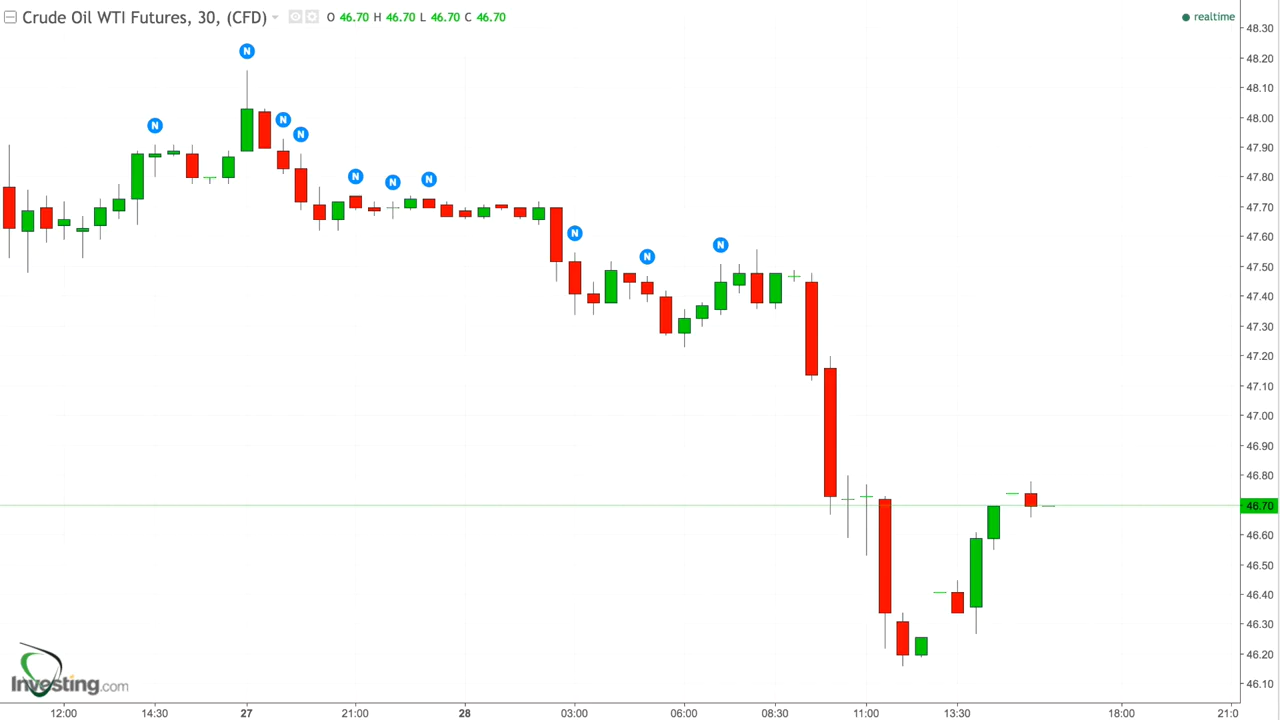 Crude Oil WTI Futures, 30, (CFD) O 46.70 H 46.70 L 46.70 C 46.70
realtime
48.30
48.20
48.10
48.00
47.90
47.80
47.70
47.60
47.50
47.40
47.30
47.20
47.10
47.00
46.90
46.80
46.70
46.60
46.50
46.40
46.30
46.20
46.10
N
N
N
N
N
N
N
N
N
N
Investing.com
12:00 14:30 27 21:00 28 03:00 06:00 08:30 11:00 13:30 18:00 21:0